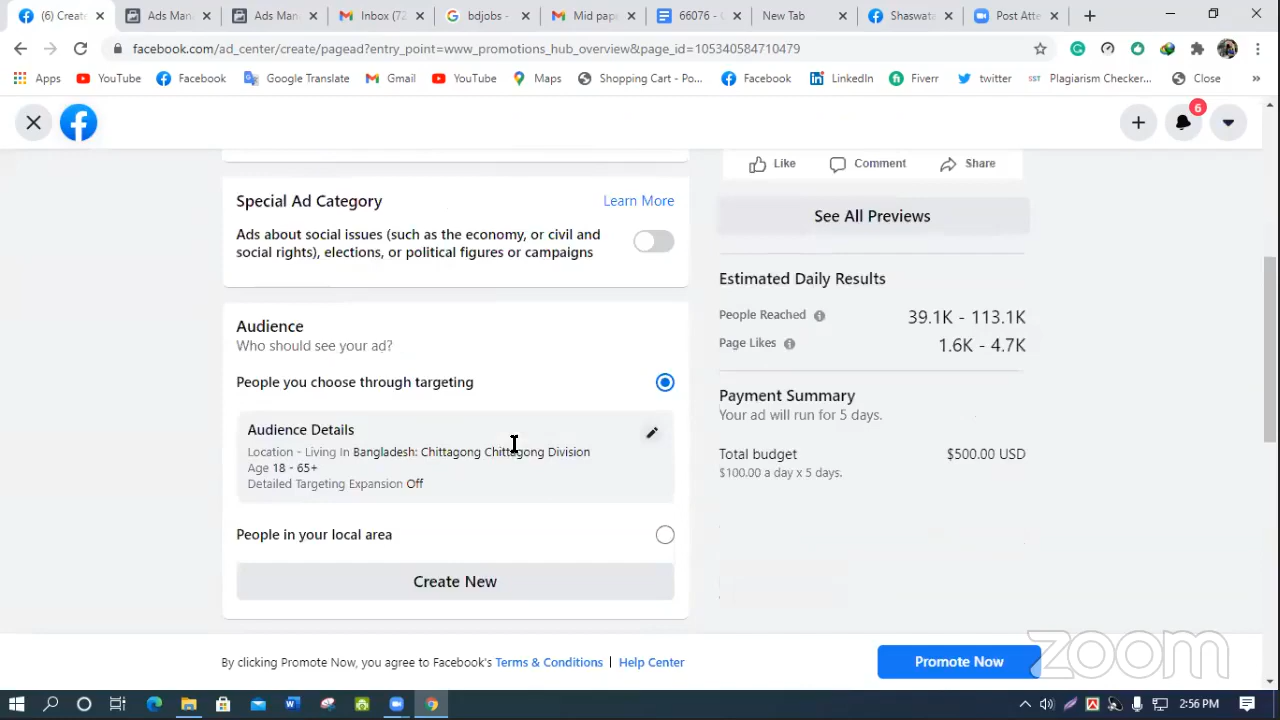 (6) Create
Ads Man
Ads Man
Inbox (7
bdjobs -
Mid pap
66076 - C
New Tab
Shaswata
Post Atte
facebook.com/ad_center/create/pagead?entry_point=www_promotions_hub_overview&page_id=105340584710479
Apps YouTube Facebook Google Translate Gmail YouTube Maps Shopping Cart - Po... Facebook LinkedIn Fiverr twitter Plagiarism Checker... Close »
6
Like Comment Share
Special Ad Category Learn More
Ads about social issues (such as the economy, or civil and
social rights), elections, or political figures or campaigns
See All Previews
Estimated Daily Results
People Reached 39.1K - 113.1K
Page Likes 1.6K - 4.7K
Audience
Who should see your ad?
People you choose through targeting
Audience Details
Location - Living In Bangladesh: Chittagong Chittagong Division
Age 18 - 65+
Detailed Targeting Expansion Off
People in your local area
Create New
Payment Summary
Your ad will run for 5 days.
Total budget $500.00 USD
$100.00 a day x 5 days.
By clicking Promote Now, you agree to Facebook's Terms & Conditions | Help Center
Promote Now
zoom
2:56 PM